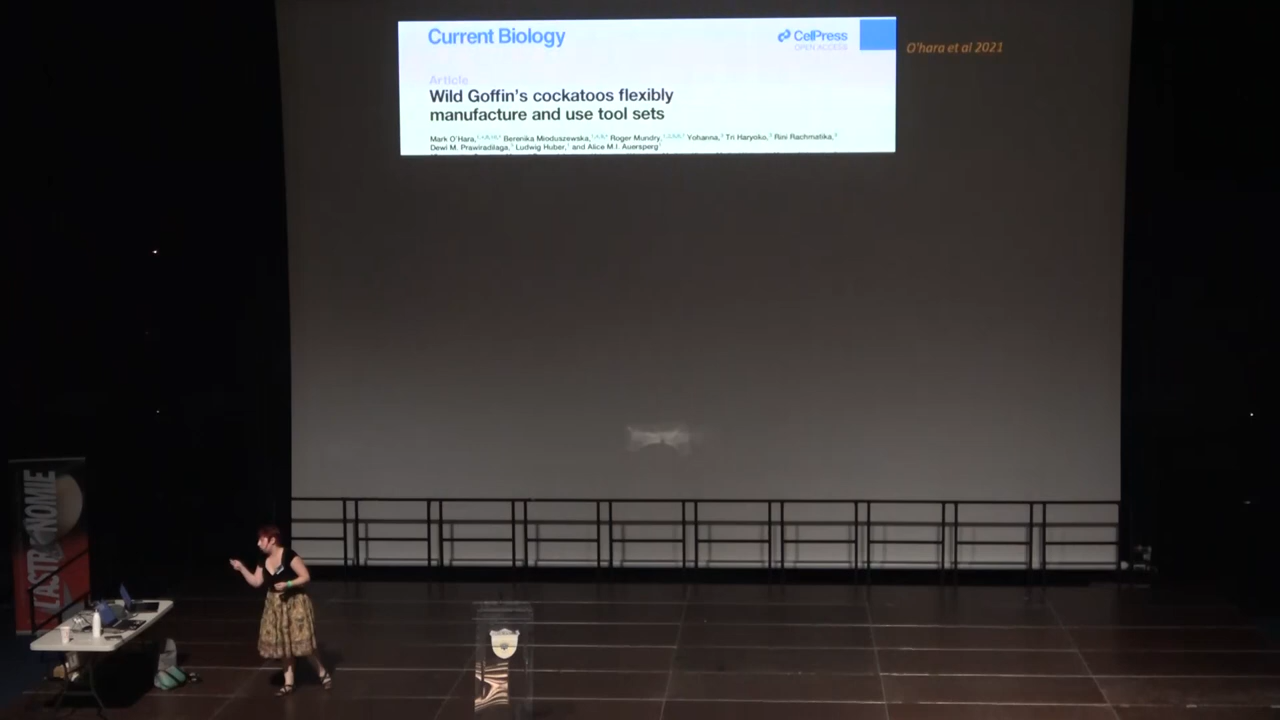 Current Biology
CellPress
OPEN ACCESS
O'hara et al 2021
Article
Wild Goffin's cockatoos flexibly
manufacture and use tool sets
Mark O'Hara, Berenika Mioduszewska, Roger Mundry, Yohanna, Tri Haryoko, Rini Rachmatika,
Dewi M. Prawiradilaga, Ludwig Huber, and Alice M.I. Auersperg
L'ASTRONOMIE